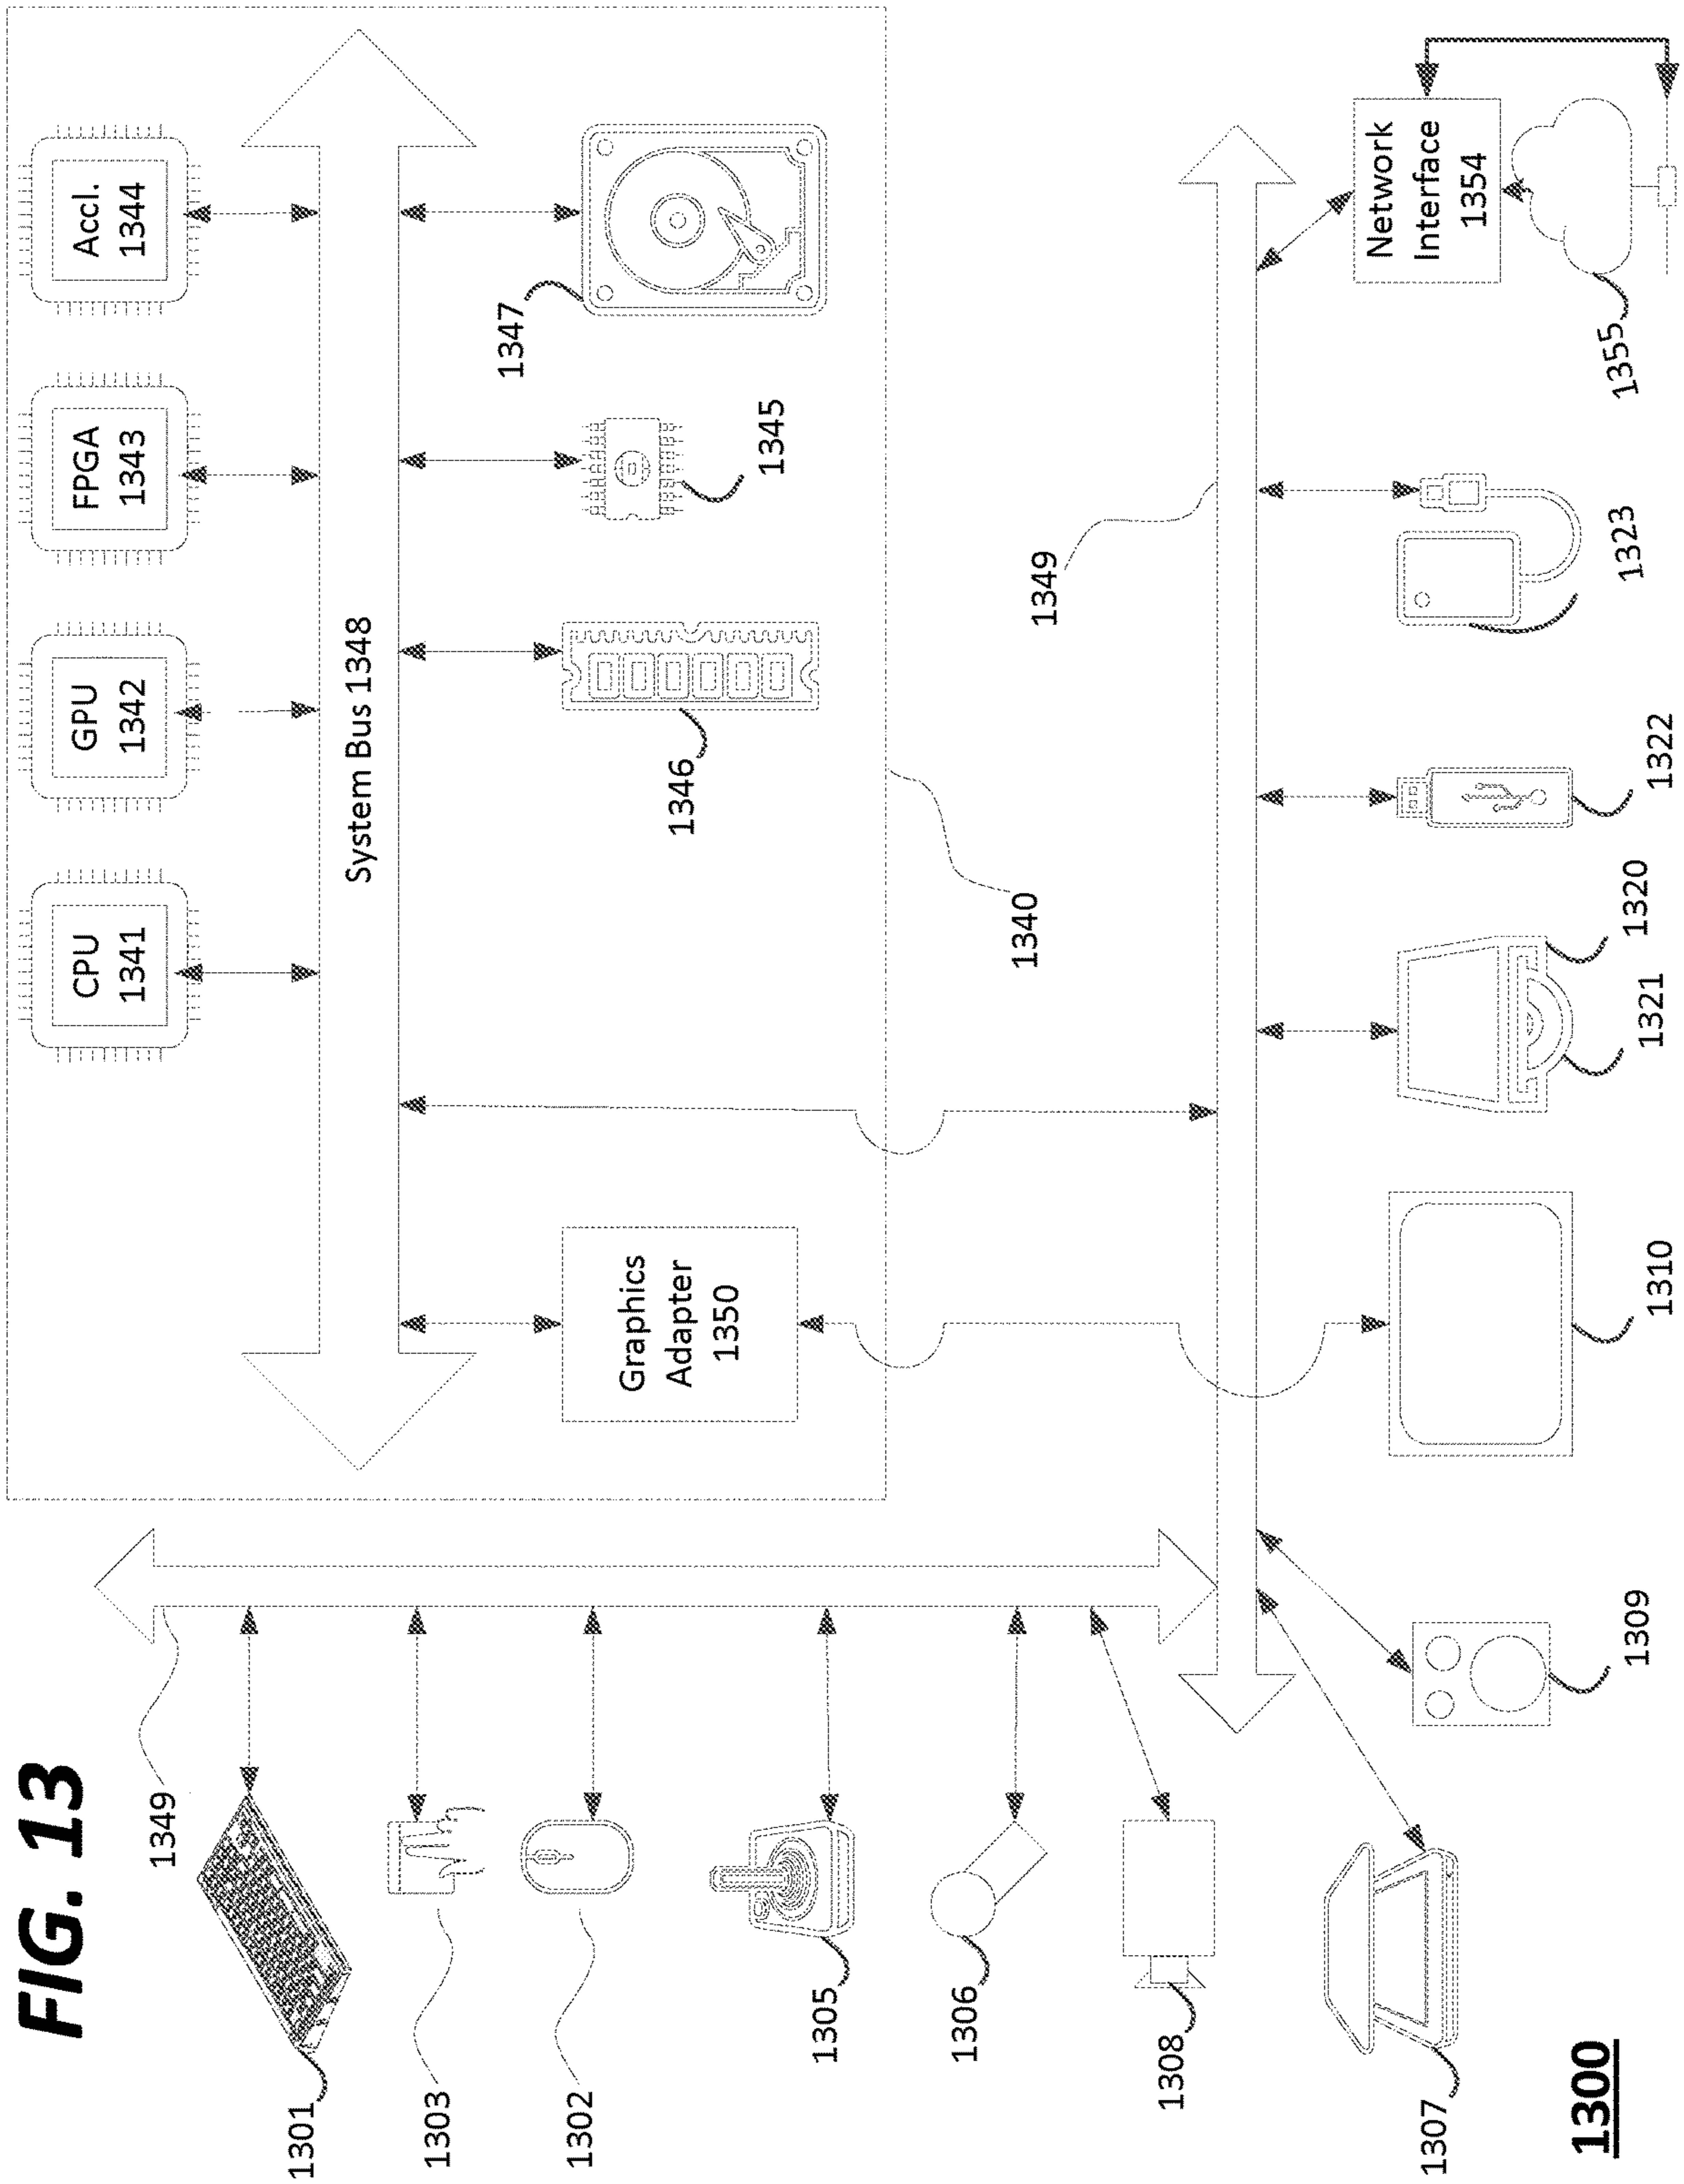 FIG. 13
CPU
1341
GPU
1342
FPGA
1343
Accl.
1344
1349
System Bus 1348
1301
1303
1302
1305
1306
1308
1307
Graphics
Adapter
1350
1346
1345
1347
1340
1349
1309
1310
1321
1320
1322
1323
Network
Interface
1354
1355
1300